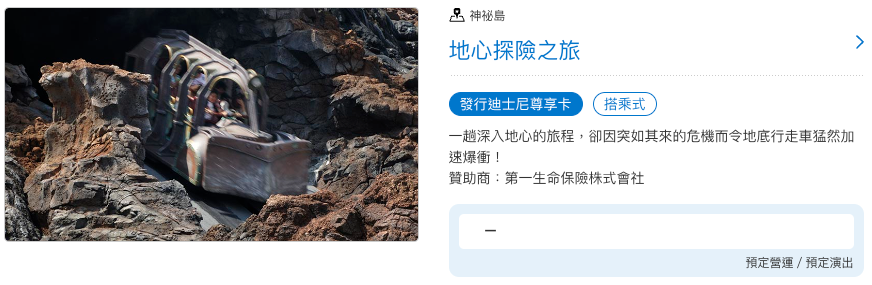 神祕島
地心探險之旅
發行迪士尼尊享卡
搭乘式
一趟深入地心的旅程，卻因突如其來的危機而令地底行走車猛然加
速爆衝！
贊助商：第一生命保險株式會社
–
預定營運 / 預定演出